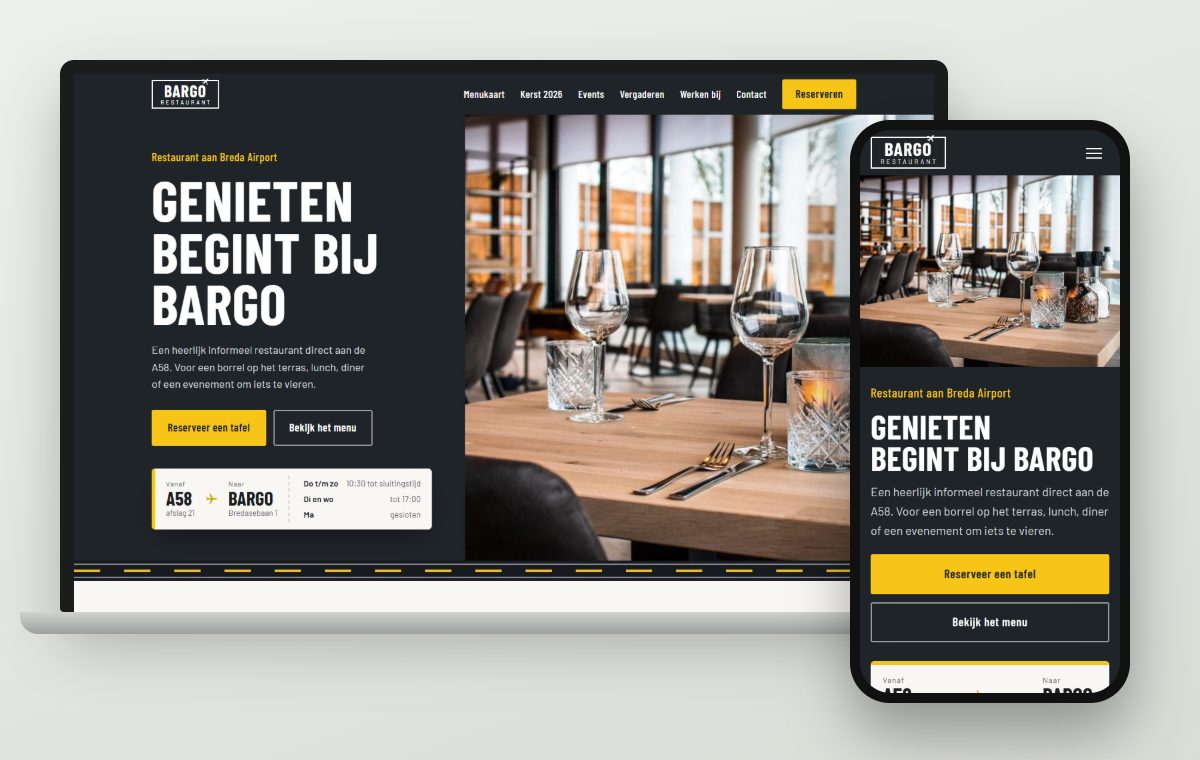 BARGO
RESTAURANT
Menukaart Kerst 2026 Events Vergaderen Werken bij Contact Reserveren
Restaurant aan Breda Airport
GENIETEN
BEGINT BIJ
BARGO
Een heerlijk informeel restaurant direct aan de
A58. Voor een borrel op het terras, lunch, diner
of een evenement om iets te vieren.
Reserveer een tafel Bekijk het menu
Vanaf Naar
A58 BARGO
afslag 21 Bredasebaan 1
Do t/m zo 10:30 tot sluitingstijd
Di en wo tot 17:00
Ma gesloten
BARGO
RESTAURANT
Restaurant aan Breda Airport
GENIETEN
BEGINT BIJ BARGO
Een heerlijk informeel restaurant direct aan de
A58. Voor een borrel op het terras, lunch, diner
of een evenement om iets te vieren.
Reserveer een tafel
Bekijk het menu
Vanaf Naar
A58 BARGO